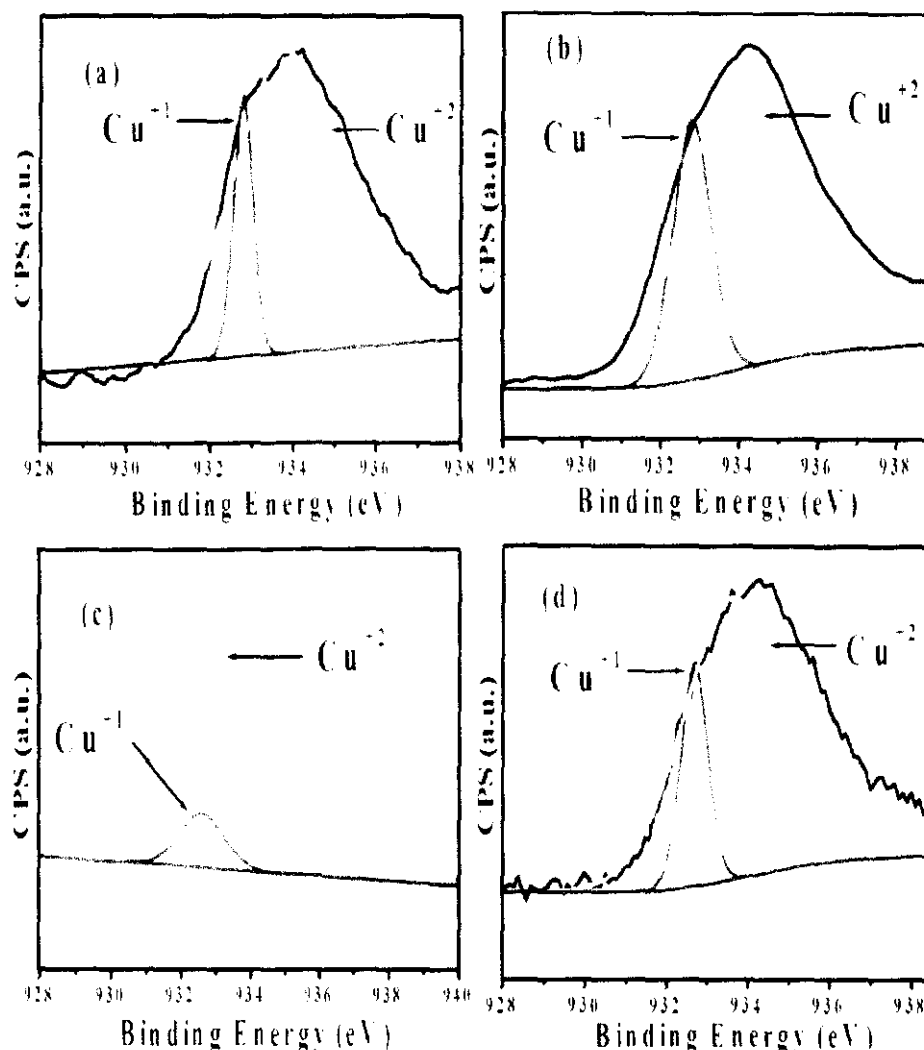 (a)
Cu+1
Cu+2
CPS (a.u.)
928 930 932 934 936 938
Binding Energy (eV)
(b)
Cu+1
Cu+2
CPS (a.u.)
928 930 932 934 936 938
Binding Energy (eV)
(c)
Cu+2
Cu+1
CPS (a.u.)
928 930 932 934 936 938 940
Binding Energy (eV)
(d)
Cu+1
Cu+2
CPS (a.u.)
928 930 932 934 936 938
Binding Energy (eV)